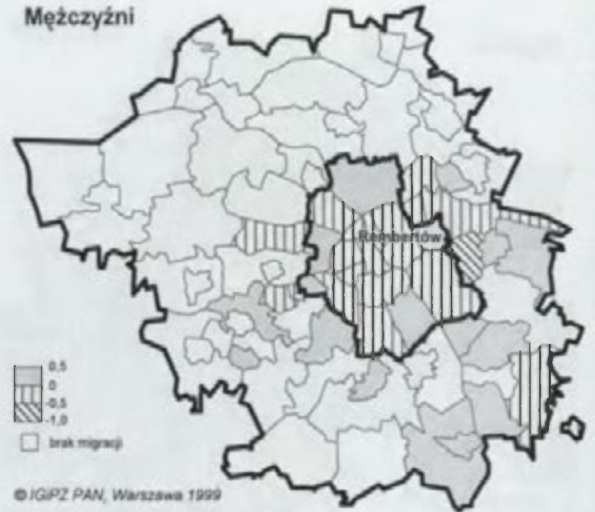 Mężczyźni
Rembertów
0,5
0
-0,5
-1,0
brak migracji
© IGiPZ PAN, Warszawa 1999